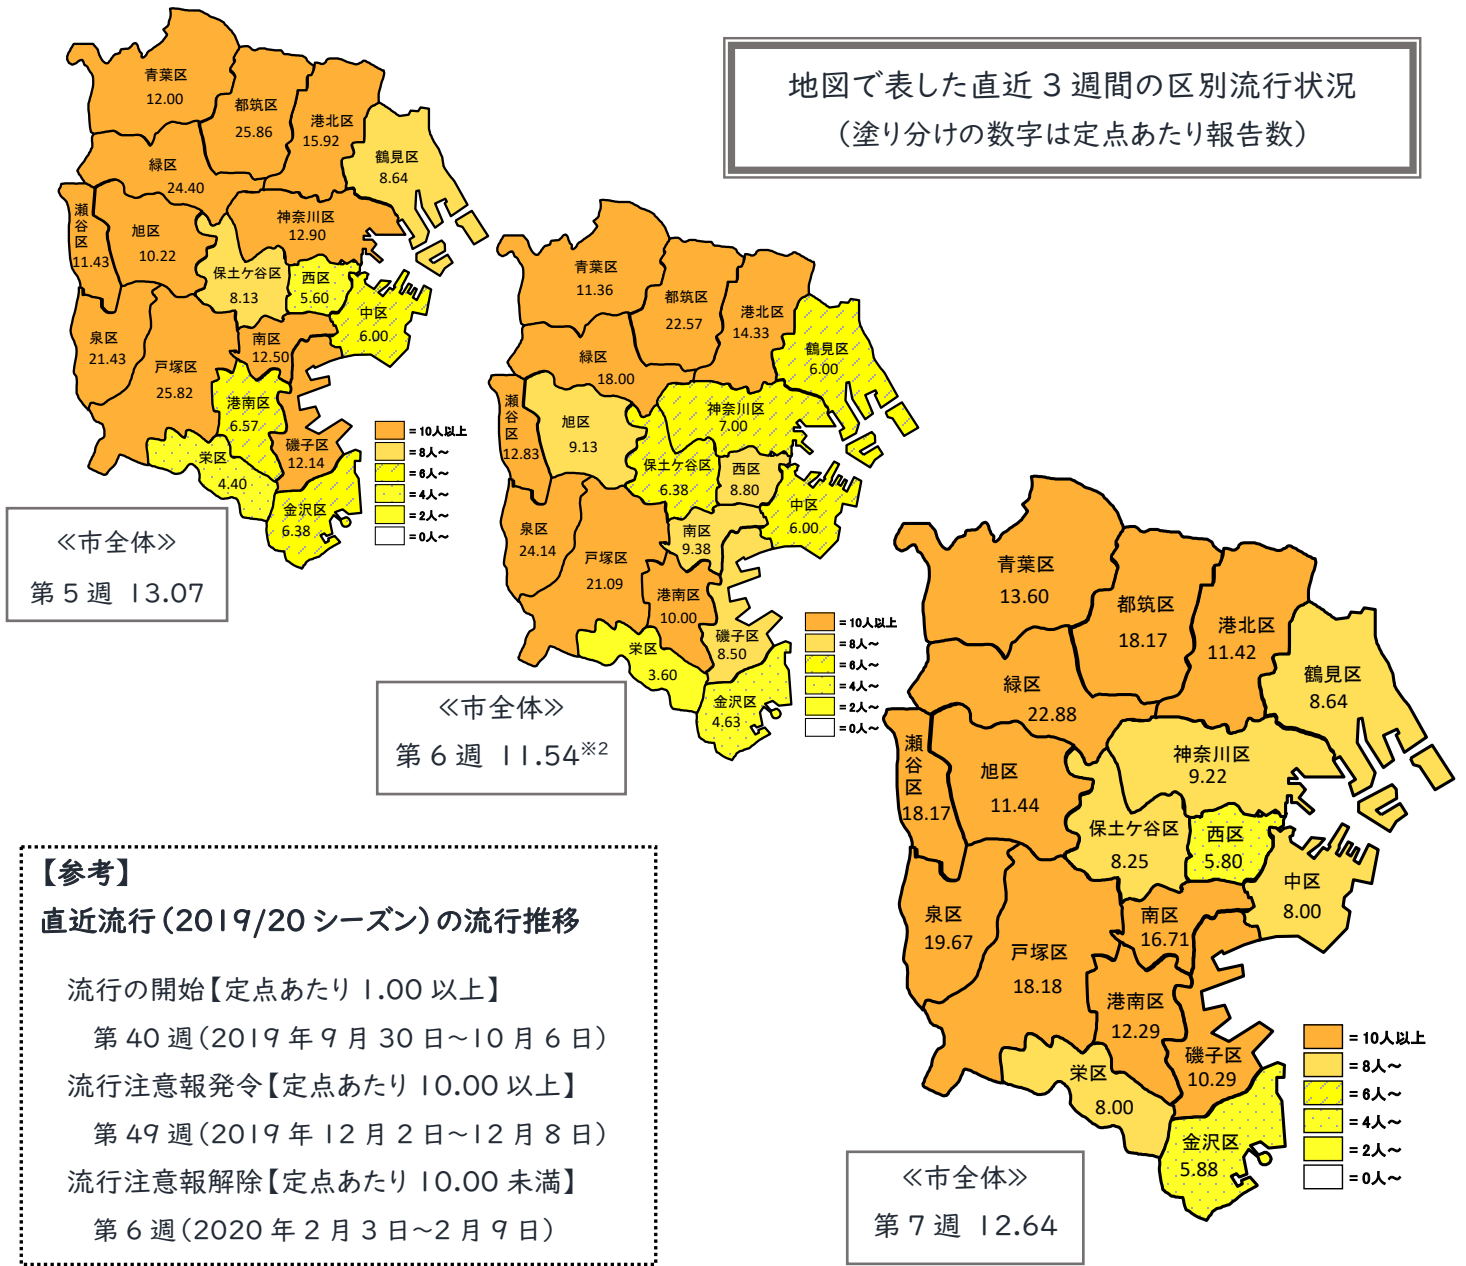 地図で表した直近3週間の区別流行状況
(塗り分けの数字は定点あたり報告数)
青葉区
12.00
都筑区
25.86
港北区
15.92
鶴見区
8.64
緑区
24.40
瀬谷区
11.43
旭区
10.22
神奈川区
12.90
保土ケ谷区
8.13
西区
5.60
中区
6.00
泉区
21.43
戸塚区
25.82
南区
12.50
港南区
6.57
磯子区
12.14
栄区
4.40
金沢区
6.38
=10人以上
=8人～
=6人～
=4人～
=2人～
=0人～
≪市全体≫
第5週 13.07
青葉区
11.36
都筑区
22.57
港北区
14.33
鶴見区
6.00
緑区
18.00
瀬谷区
12.83
旭区
9.13
神奈川区
7.00
保土ケ谷区
6.38
西区
8.80
中区
6.00
泉区
24.14
戸塚区
21.09
南区
9.38
港南区
10.00
磯子区
8.50
栄区
3.60
金沢区
4.63
=10人以上
=8人～
=6人～
=4人～
=2人～
=0人～
≪市全体≫
第6週 11.54※2
青葉区
13.60
都筑区
18.17
港北区
11.42
鶴見区
8.64
緑区
22.88
瀬谷区
18.17
旭区
11.44
神奈川区
9.22
保土ケ谷区
8.25
西区
5.80
中区
8.00
泉区
19.67
戸塚区
18.18
南区
16.71
港南区
12.29
磯子区
10.29
栄区
8.00
金沢区
5.88
=10人以上
=8人～
=6人～
=4人～
=2人～
=0人～
≪市全体≫
第7週 12.64
【参考】
直近流行(2019/20シーズン)の流行推移
流行の開始【定点あたり1.00以上】
第40週(2019年9月30日～10月6日)
流行注意報発令【定点あたり10.00以上】
第49週(2019年12月2日～12月8日)
流行注意報解除【定点あたり10.00未満】
第6週(2020年2月3日～2月9日)